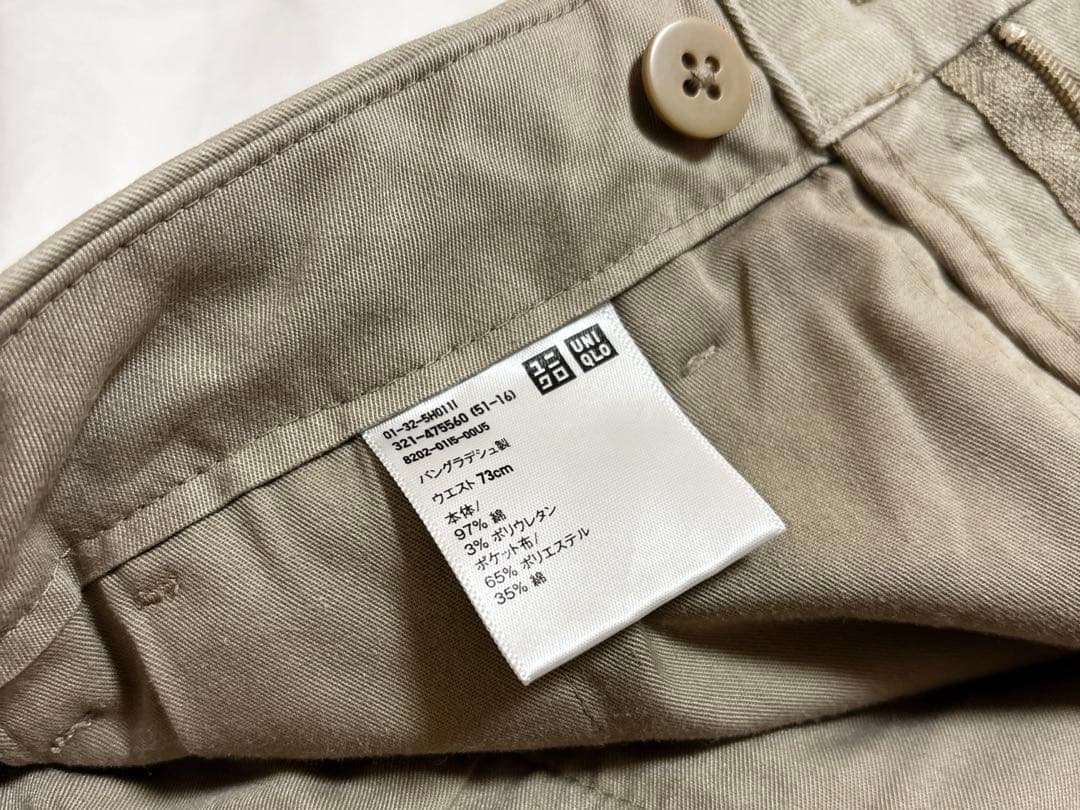 ユニクロ UNIQLO
01-32-5H011I
321-475560 (51-16)
8202-0115-00U5
バングラデシュ製
ウエスト 73cm
本体/
97% 綿
3% ポリウレタン
ポケット布/
65% ポリエステル
35% 綿